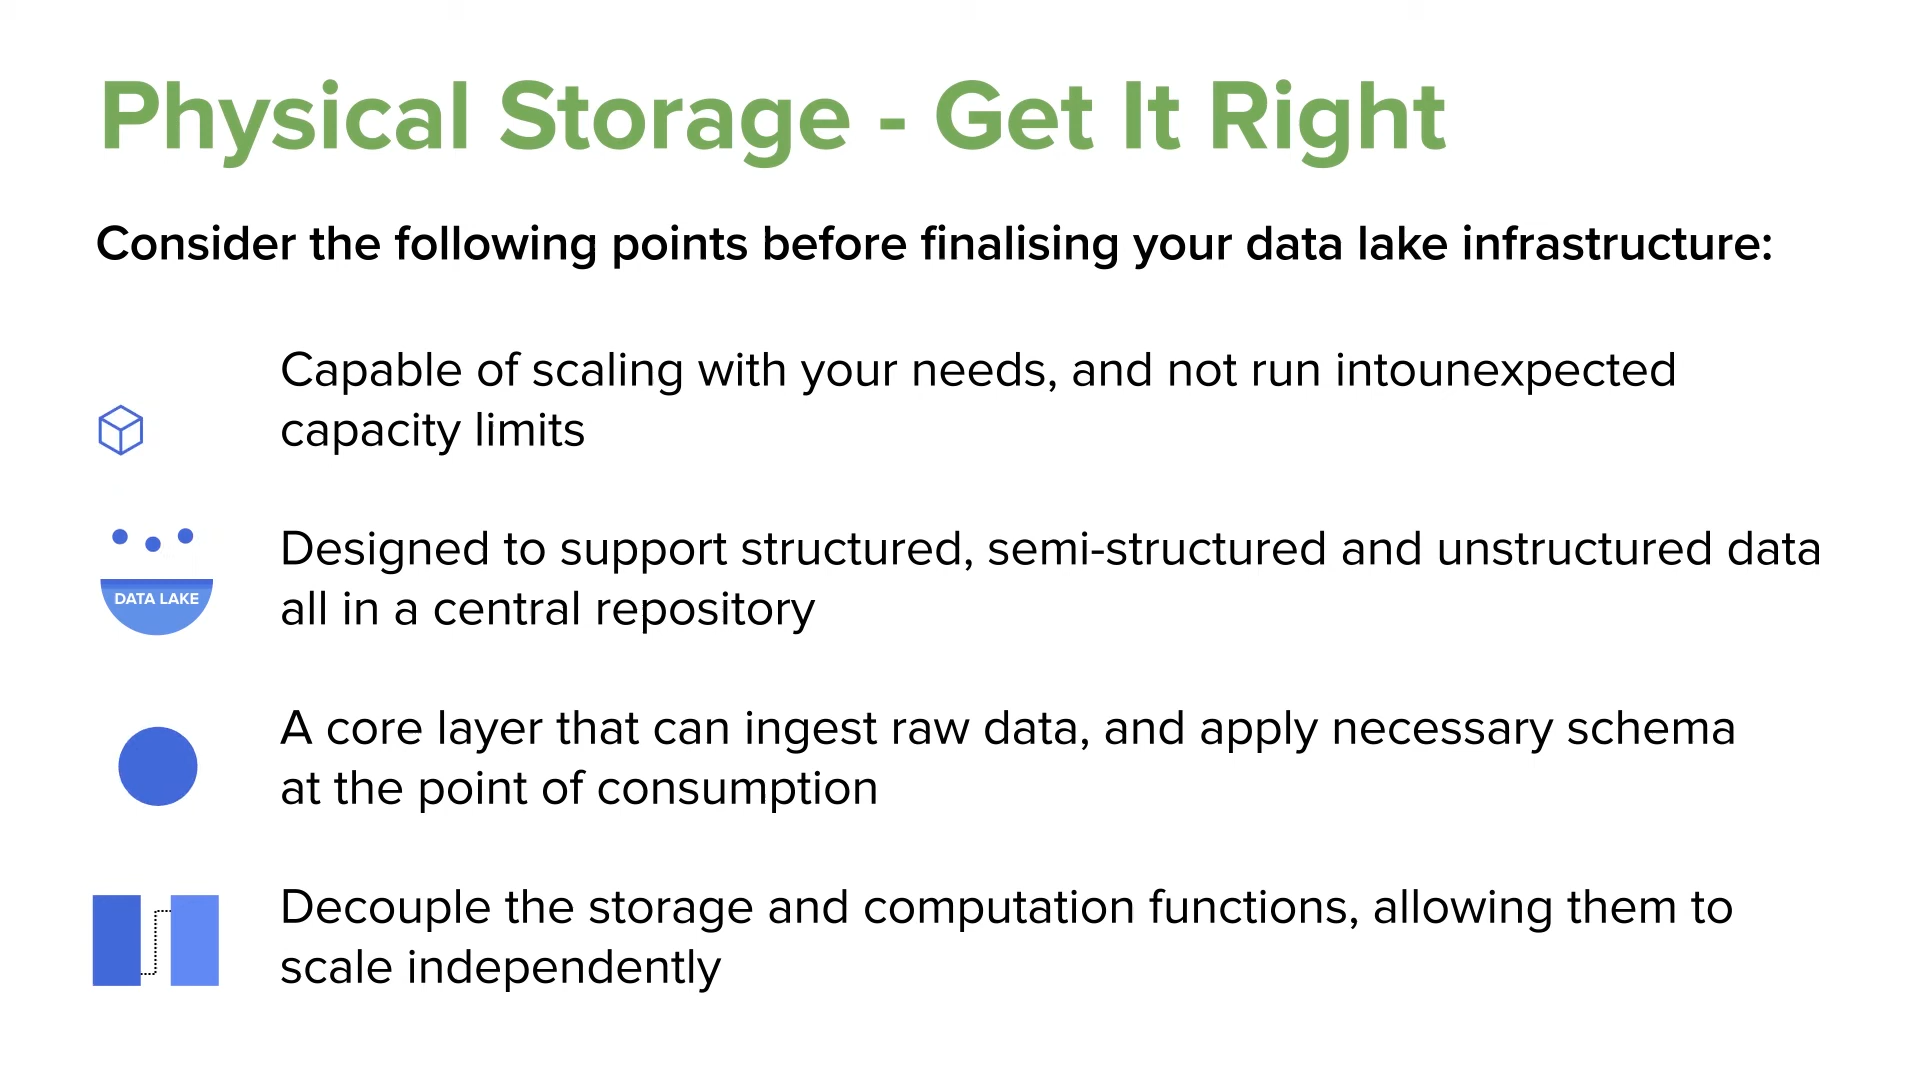 Physical Storage - Get It Right
Consider the following points before finalising your data lake infrastructure:
Capable of scaling with your needs, and not run intounexpected
capacity limits
DATA LAKE
Designed to support structured, semi-structured and unstructured data
all in a central repository
A core layer that can ingest raw data, and apply necessary schema
at the point of consumption
Decouple the storage and computation functions, allowing them to
scale independently